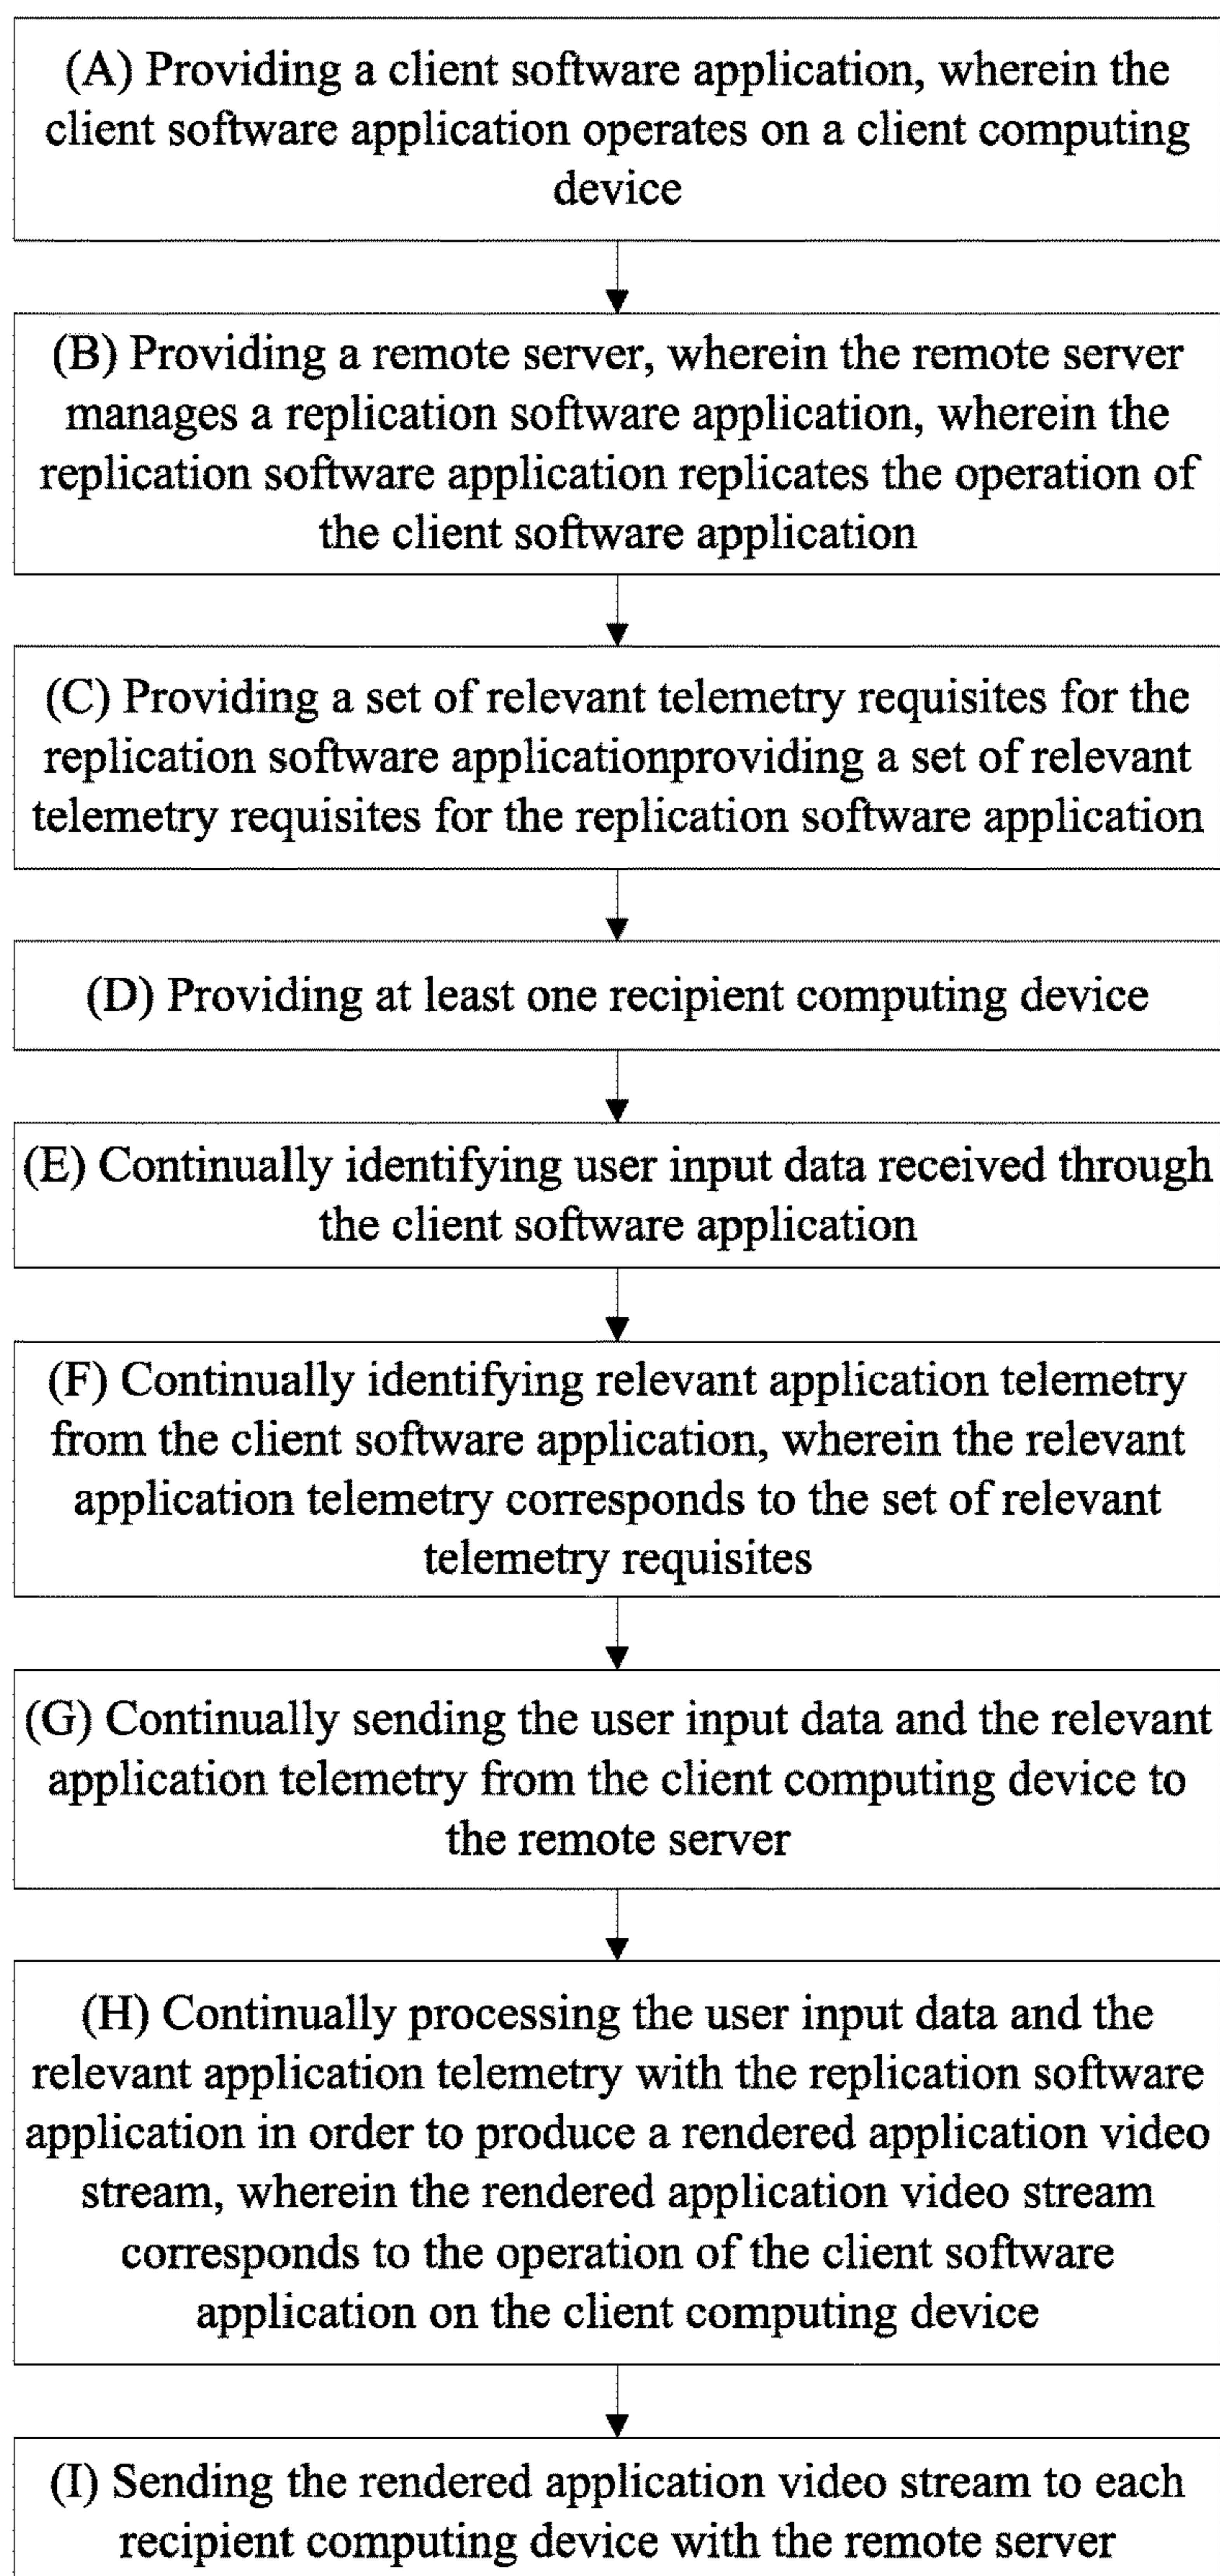 (A) Providing a client software application, wherein the
client software application operates on a client computing
device
(B) Providing a remote server, wherein the remote server
manages a replication software application, wherein the
replication software application replicates the operation of
the client software application
(C) Providing a set of relevant telemetry requisites for the
replication software applicationproviding a set of relevant
telemetry requisites for the replication software application
(D) Providing at least one recipient computing device
(E) Continually identifying user input data received through
the client software application
(F) Continually identifying relevant application telemetry
from the client software application, wherein the relevant
application telemetry corresponds to the set of relevant
telemetry requisites
(G) Continually sending the user input data and the relevant
application telemetry from the client computing device to
the remote server
(H) Continually processing the user input data and the
relevant application telemetry with the replication software
application in order to produce a rendered application video
stream, wherein the rendered application video stream
corresponds to the operation of the client software
application on the client computing device
(I) Sending the rendered application video stream to each
recipient computing device with the remote server